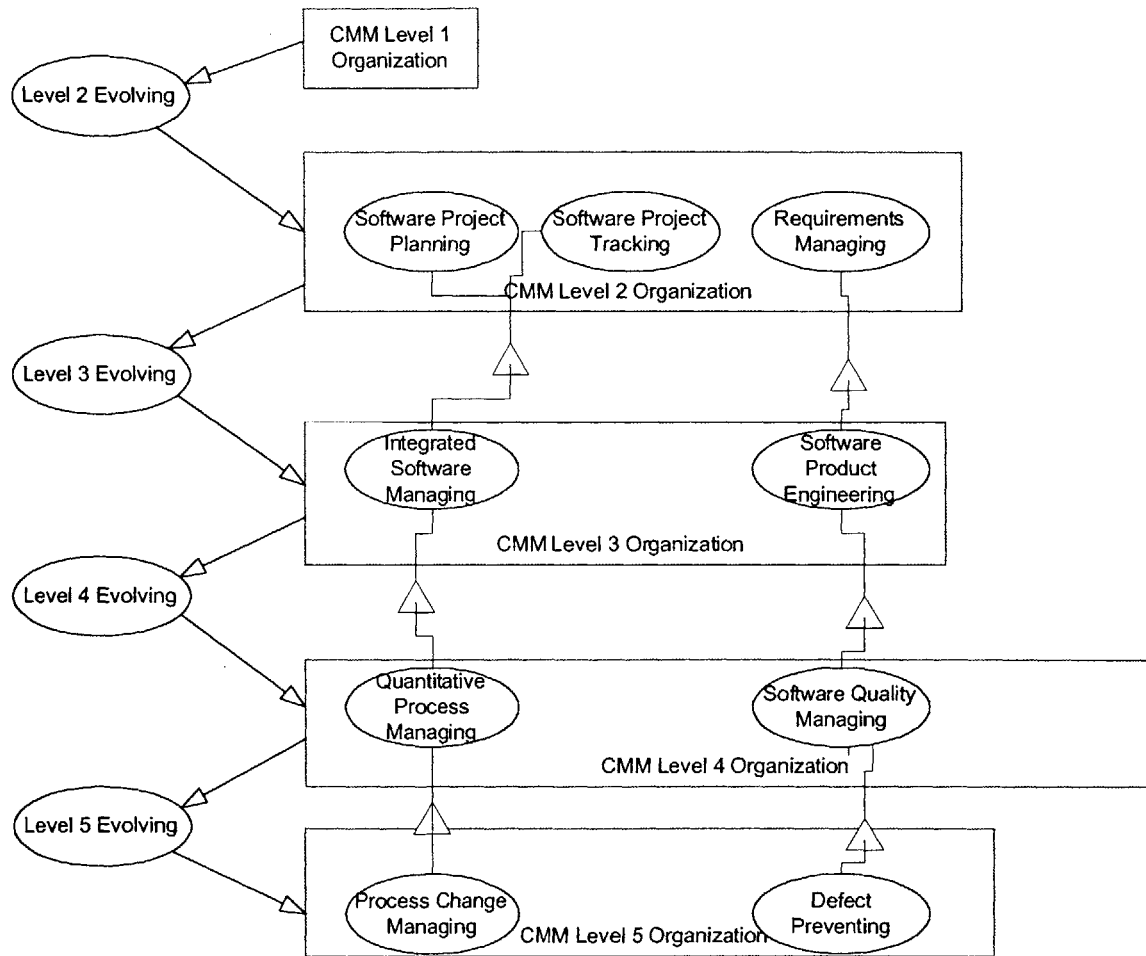 CMM Level 1
Organization
Level 2 Evolving
Software Project
Planning
Software Project
Tracking
Requirements
Managing
CMM Level 2 Organization
Level 3 Evolving
Integrated
Software
Managing
Software
Product
Engineering
CMM Level 3 Organization
Level 4 Evolving
Quantitative
Process
Managing
Software Quality
Managing
CMM Level 4 Organization
Level 5 Evolving
Process Change
Managing
Defect
Preventing
CMM Level 5 Organization